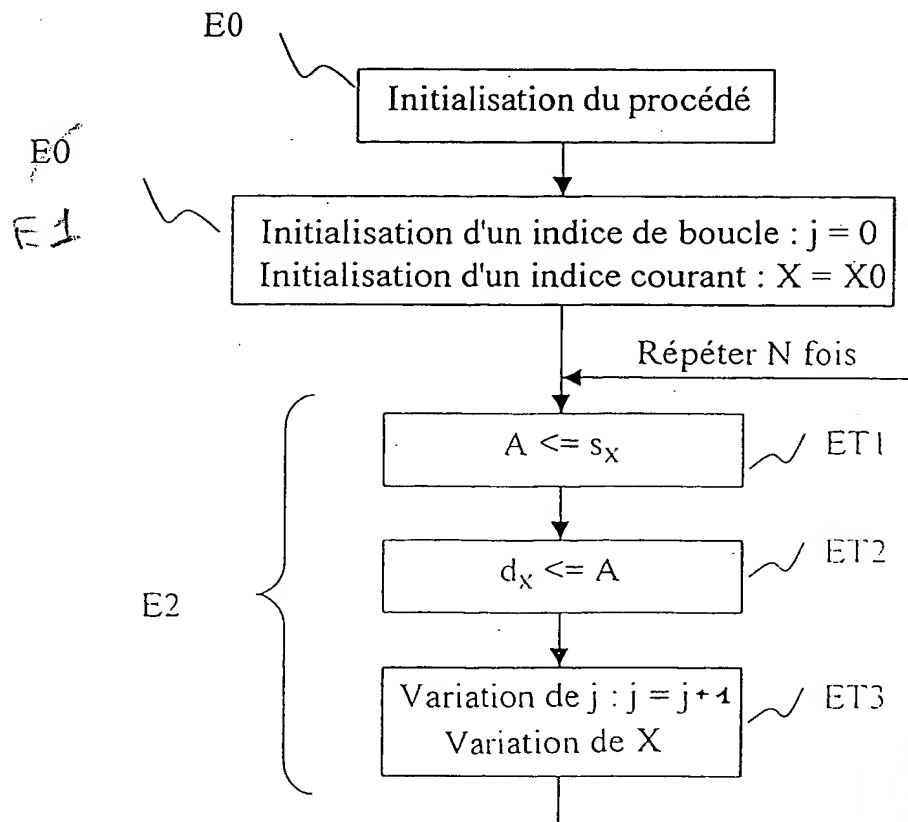 E0
Initialisation du procédé
E0
E1
Initialisation d'un indice de boucle : j = 0
Initialisation d'un indice courant : X = X0
Répéter N fois
A <= sX
ET1
dX <= A
ET2
E2
Variation de j : j = j+1
Variation de X
ET3